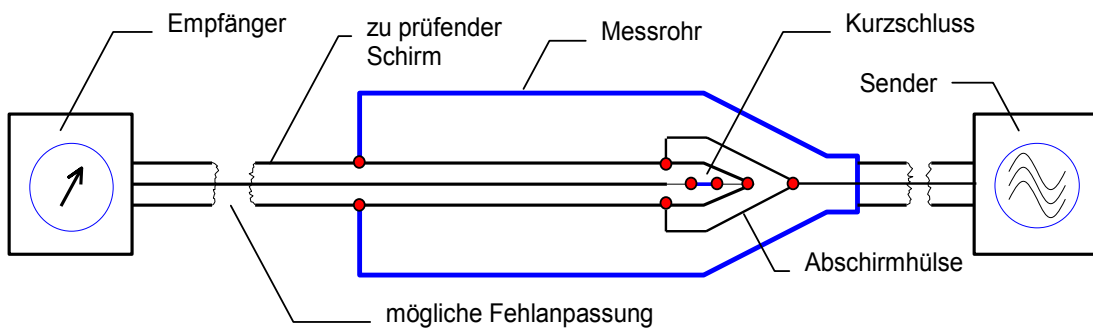 Empfänger
zu prüfender
Schirm
Messrohr
Kurzschluss
Sender
Abschirmhülse
mögliche Fehlanpassung